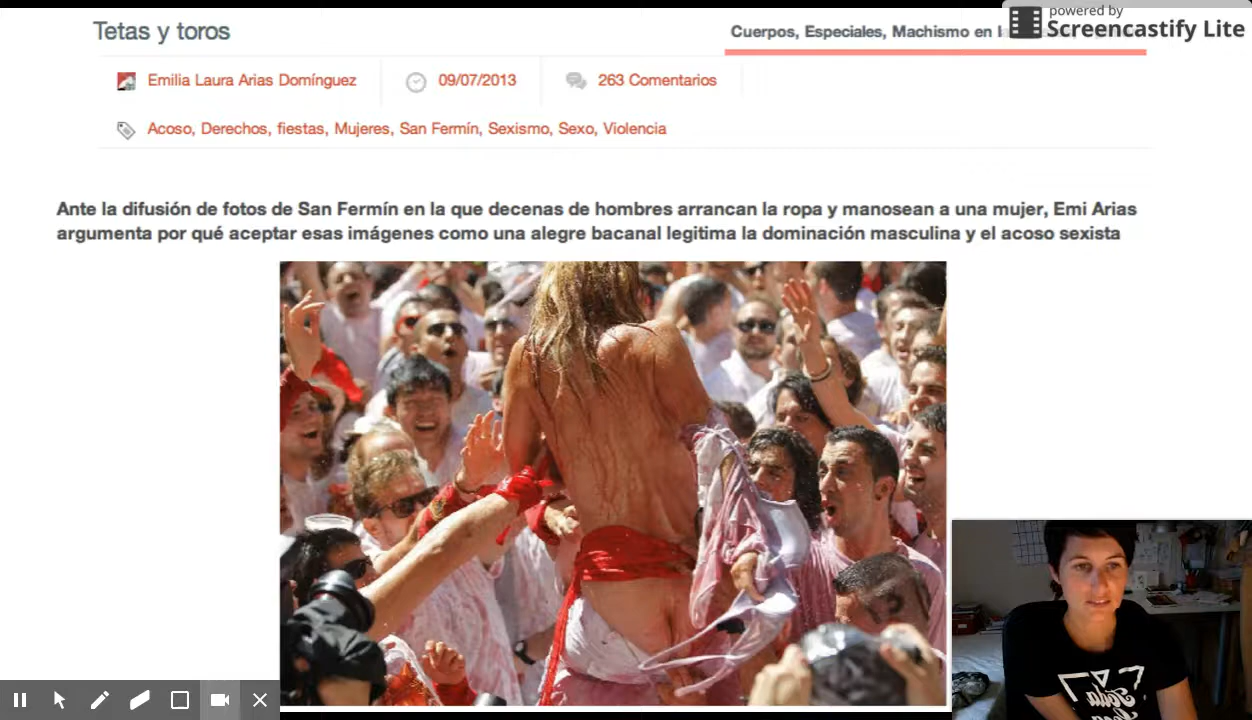 powered by
Screencastify Lite
Tetas y toros
Cuerpos, Especiales, Machismo en
Emilia Laura Arias Domínguez
09/07/2013
263 Comentarios
Acoso, Derechos, fiestas, Mujeres, San Fermín, Sexismo, Sexo, Violencia
Ante la difusión de fotos de San Fermín en la que decenas de hombres arrancan la ropa y manosean a una mujer, Emi Arias
argumenta por qué aceptar esas imágenes como una alegre bacanal legitima la dominación masculina y el acoso sexista